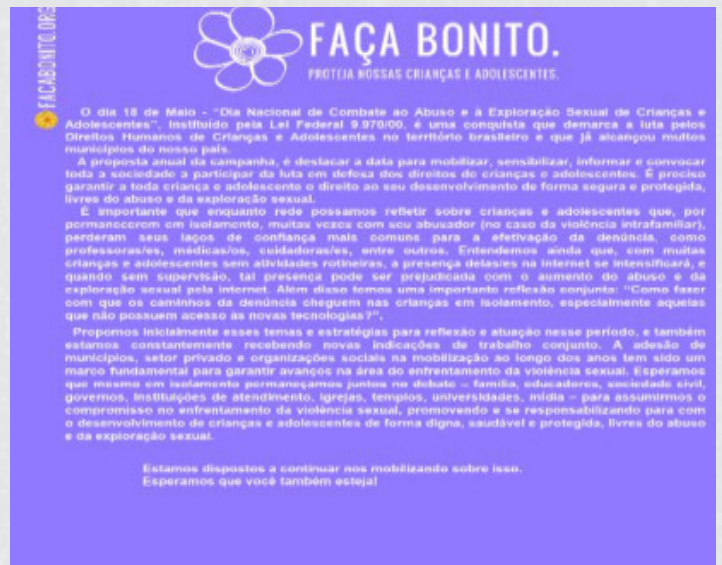 FACABONITO.ORG
FAÇA BONITO.
PROTEJA NOSSAS CRIANÇAS E ADOLESCENTES.
O dia 18 de Maio - "Dia Nacional de Combate ao Abuso e à Exploração Sexual de Crianças e
Adolescentes", instituído pela Lei Federal 9.970/00, é uma conquista que demarca a luta pelos
Direitos Humanos de Crianças e Adolescentes no território brasileiro e que já alcançou muitos
municípios do nosso país.
A proposta anual da campanha, é destacar a data para mobilizar, sensibilizar, informar e convocar
toda a sociedade a participar da luta em defesa dos direitos de crianças e adolescentes. É preciso
garantir a toda criança e adolescente o direito ao seu desenvolvimento de forma segura e protegida,
livres do abuso e da exploração sexual.
É importante que enquanto rede possamos refletir sobre crianças e adolescentes que, por
permanecerem em isolamento, muitas vezes com seu abusador (no caso da violência intrafamiliar),
perderam seus laços de confiança mais comuns para a efetivação da denúncia, como
professoras/es, médicas/os, cuidadoras/es, entre outros. Entendemos ainda que, com muitas
crianças e adolescentes sem atividades rotineiras, a presença delas/es na internet se intensificará, e
quando sem supervisão, tal presença pode ser prejudicada com o aumento do abuso e da
exploração sexual pela internet. Além disso temos uma importante reflexão conjunta: "Como fazer
com que os caminhos da denúncia cheguem nas crianças em isolamento, especialmente aquelas
que não possuem acesso às novas tecnologias?",
Propomos inicialmente esses temas e estratégias para reflexão e atuação nesse período, e também
estamos constantemente recebendo novas indicações de trabalho conjunto. A adesão de
municípios, setor privado e organizações sociais na mobilização ao longo dos anos tem sido um
marco fundamental para garantir avanços na área do enfrentamento da violência sexual. Esperamos
que mesmo em isolamento permaneçamos juntos no debate – família, educadores, sociedade civil,
governos, instituições de atendimento, igrejas, templos, universidades, mídia – para assumirmos o
compromisso no enfrentamento da violência sexual, promovendo e se responsabilizando para com
o desenvolvimento de crianças e adolescentes de forma digna, saudável e protegida, livres do abuso
e da exploração sexual.
Estamos dispostos a continuar nos mobilizando sobre isso.
Esperamos que você também esteja!